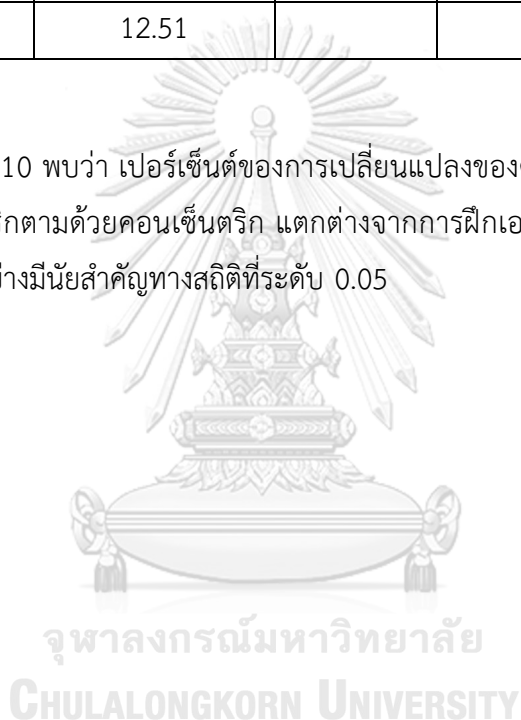 12.51
10 พบว่า เปอร์เซ็นต์ของการเปลี่ยนแปลงของ
ริกตามด้วยคอนเซ็นตริก แตกต่างจากการฝึกเอ
างมีนัยสำคัญทางสถิติที่ระดับ 0.05
จุฬาลงกรณ์มหาวิทยาลัย
CHULALONGKORN UNIVERSITY